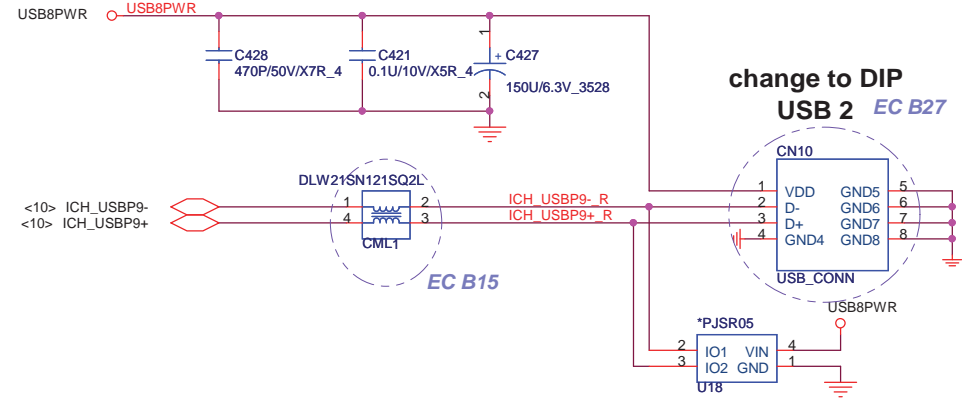 USB8PWR
USB8PWR
1
C428
470P/50V/X7R_4
C421
0.1U/10V/X5R_4
+ C427
150U/6.3V_3528
2
change to DIP
USB 2
EC B27
CN10
DLW21SN121SQ2L
<10> ICH_USBP9-
1
2
ICH_USBP9-_R
1
VDD
GND5
5
2
D-
GND6
6
<10> ICH_USBP9+
4
3
ICH_USBP9+_R
3
D+
GND7
7
4
GND4
GND8
8
CML1
EC B15
USB_CONN
USB8PWR
*PJSR05
2
IO1
VIN
4
3
IO2
GND
1
U18